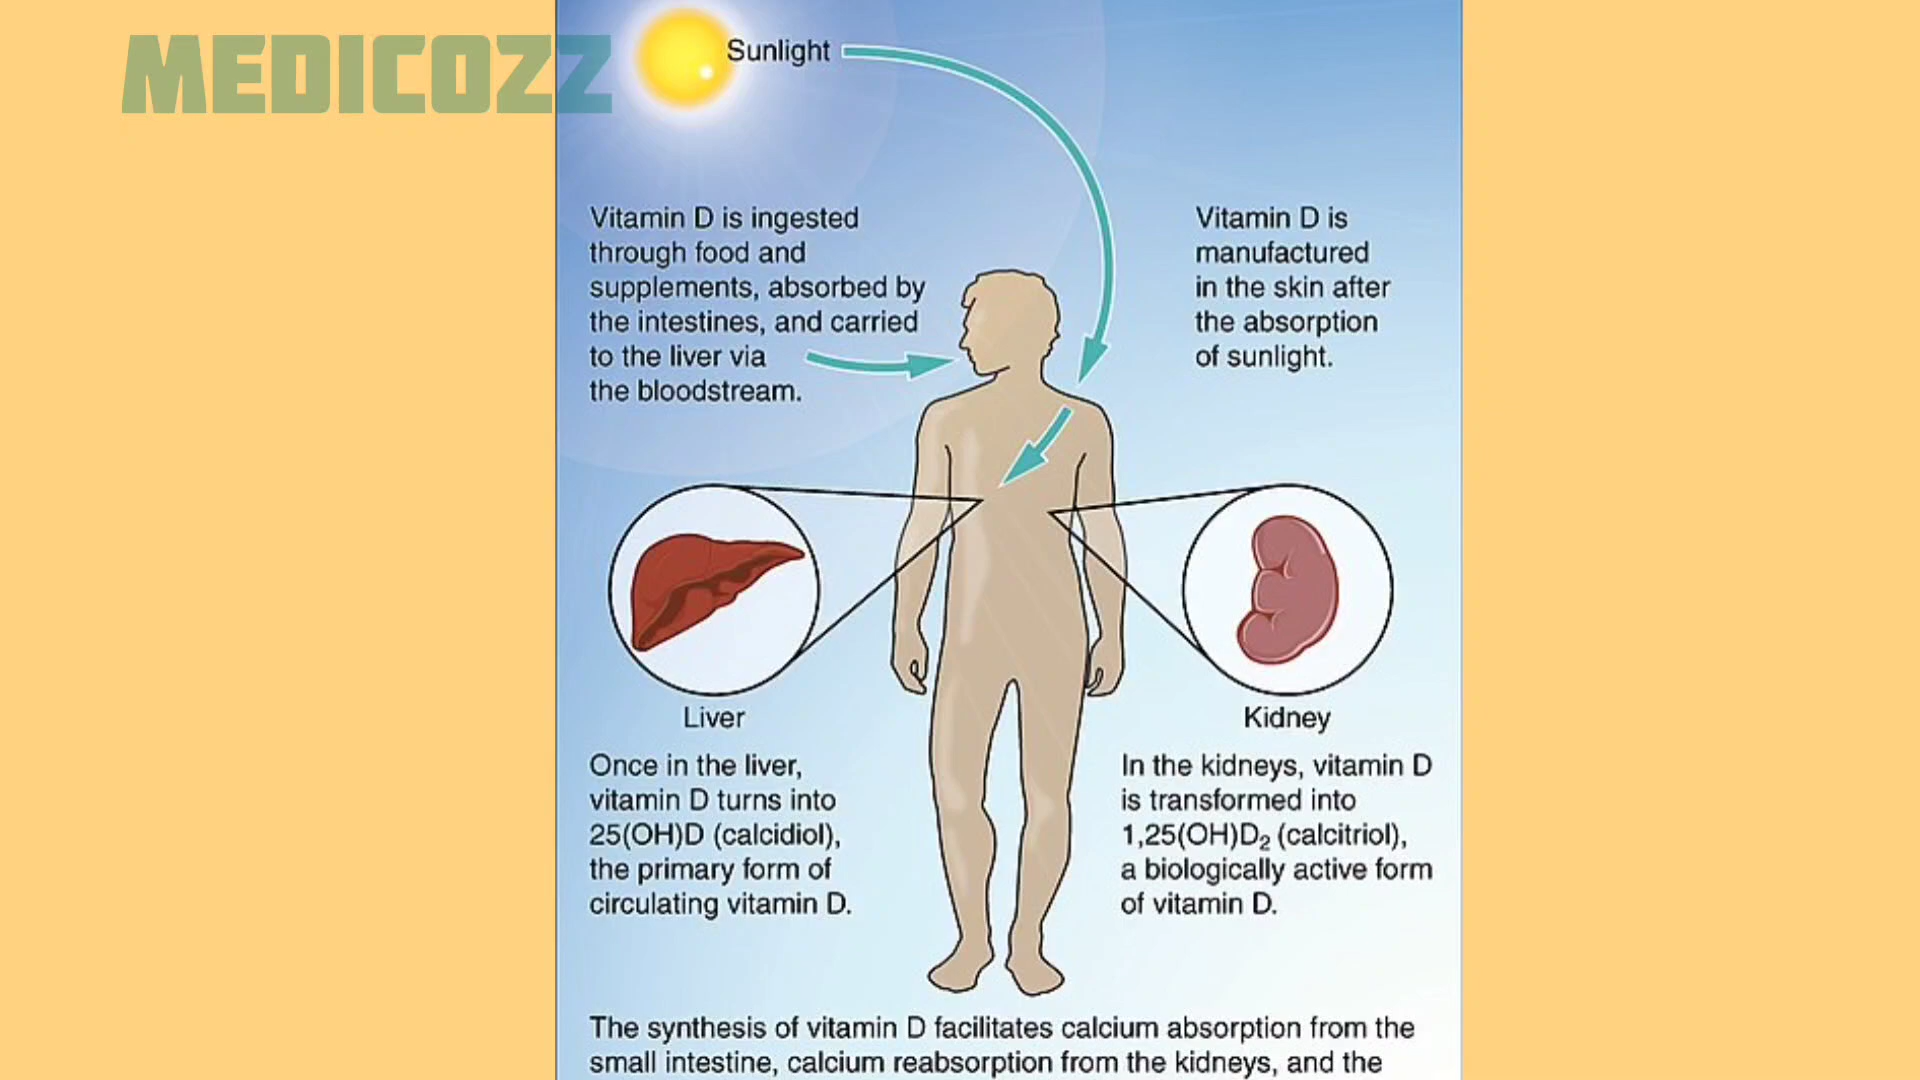 MEDICOZZ
Sunlight
Vitamin D is ingested
through food and
supplements, absorbed by
the intestines, and carried
to the liver via
the bloodstream.
Vitamin D is
manufactured
in the skin after
the absorption
of sunlight.
Liver
Once in the liver,
vitamin D turns into
25(OH)D (calcidiol),
the primary form of
circulating vitamin D.
Kidney
In the kidneys, vitamin D
is transformed into
1,25(OH)D₂ (calcitriol),
a biologically active form
of vitamin D.
The synthesis of vitamin D facilitates calcium absorption from the
small intestine, calcium reabsorption from the kidneys, and the